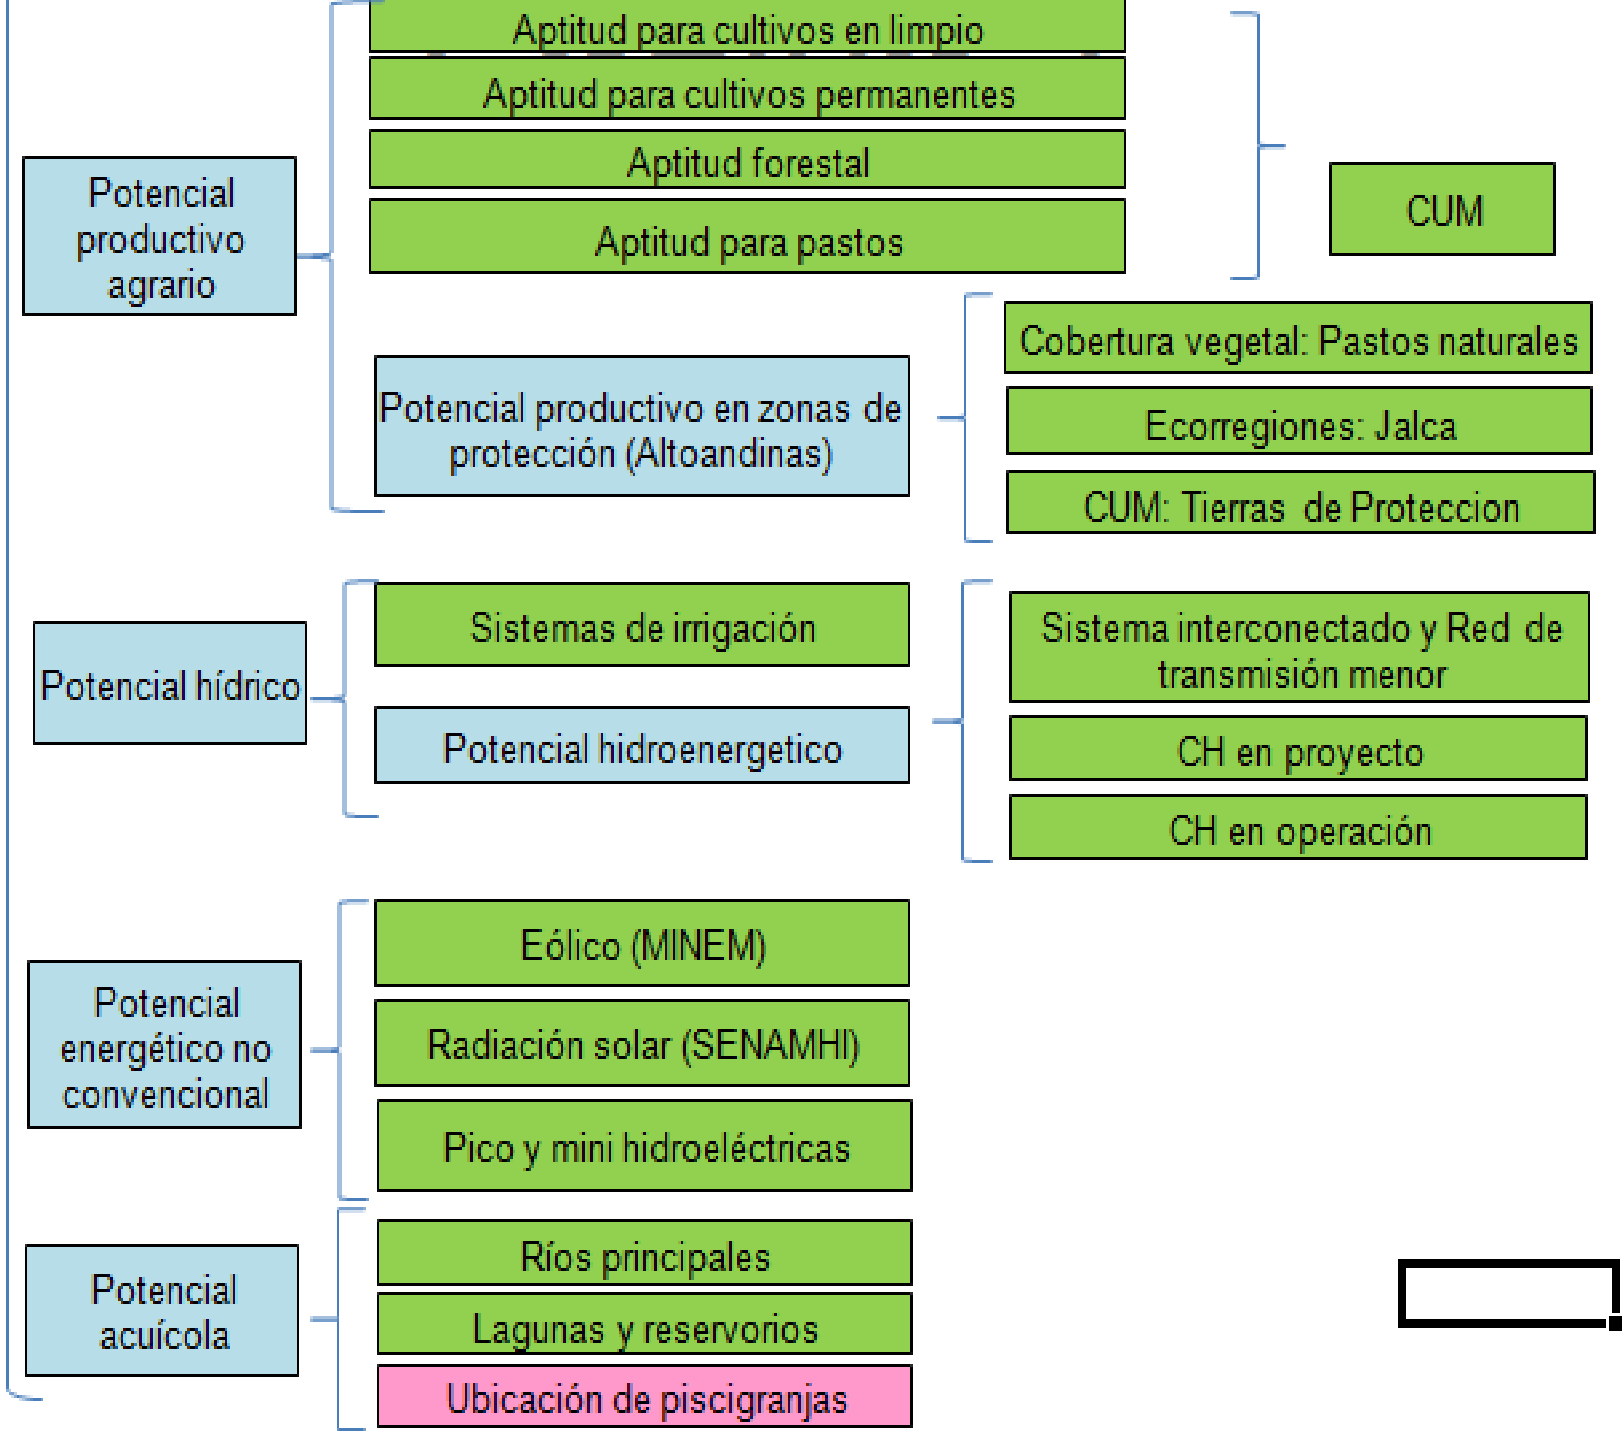 Aptitud para cultivos en limpio
Aptitud para cultivos permanentes
Aptitud forestal
Aptitud para pastos
Potencial
productivo
agrario
CUM
Potencial productivo en zonas de
protección (Altoandinas)
Cobertura vegetal: Pastos naturales
Ecorregiones: Jalca
CUM: Tierras de Proteccion
Potencial hídrico
Sistemas de irrigación
Potencial hidroenergetico
Sistema interconectado y Red de
transmisión menor
CH en proyecto
CH en operación
Potencial
energético no
convencional
Eólico (MINEM)
Radiación solar (SENAMHI)
Pico y mini hidroeléctricas
Potencial
acuícola
Ríos principales
Lagunas y reservorios
Ubicación de piscigranjas